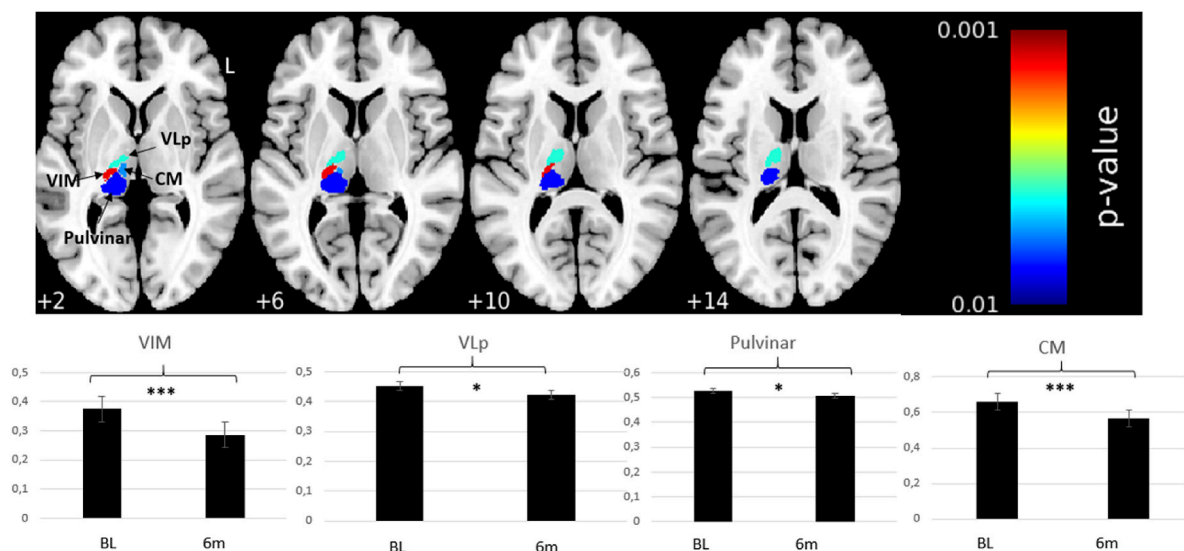 L
VLp
VIM
CM
Pulvinar
+2
+6
+10
+14
0.001
p-value
0.01
VIM
0,5
0,4
0,3
0,2
0,1
0
***
BL 6m
VLp
0,5
0,4
0,3
0,2
0,1
0
*
BL 6m
Pulvinar
0,6
0,5
0,4
0,3
0,2
0,1
0
*
BL 6m
CM
0,8
0,6
0,4
0,2
0
***
BL 6m